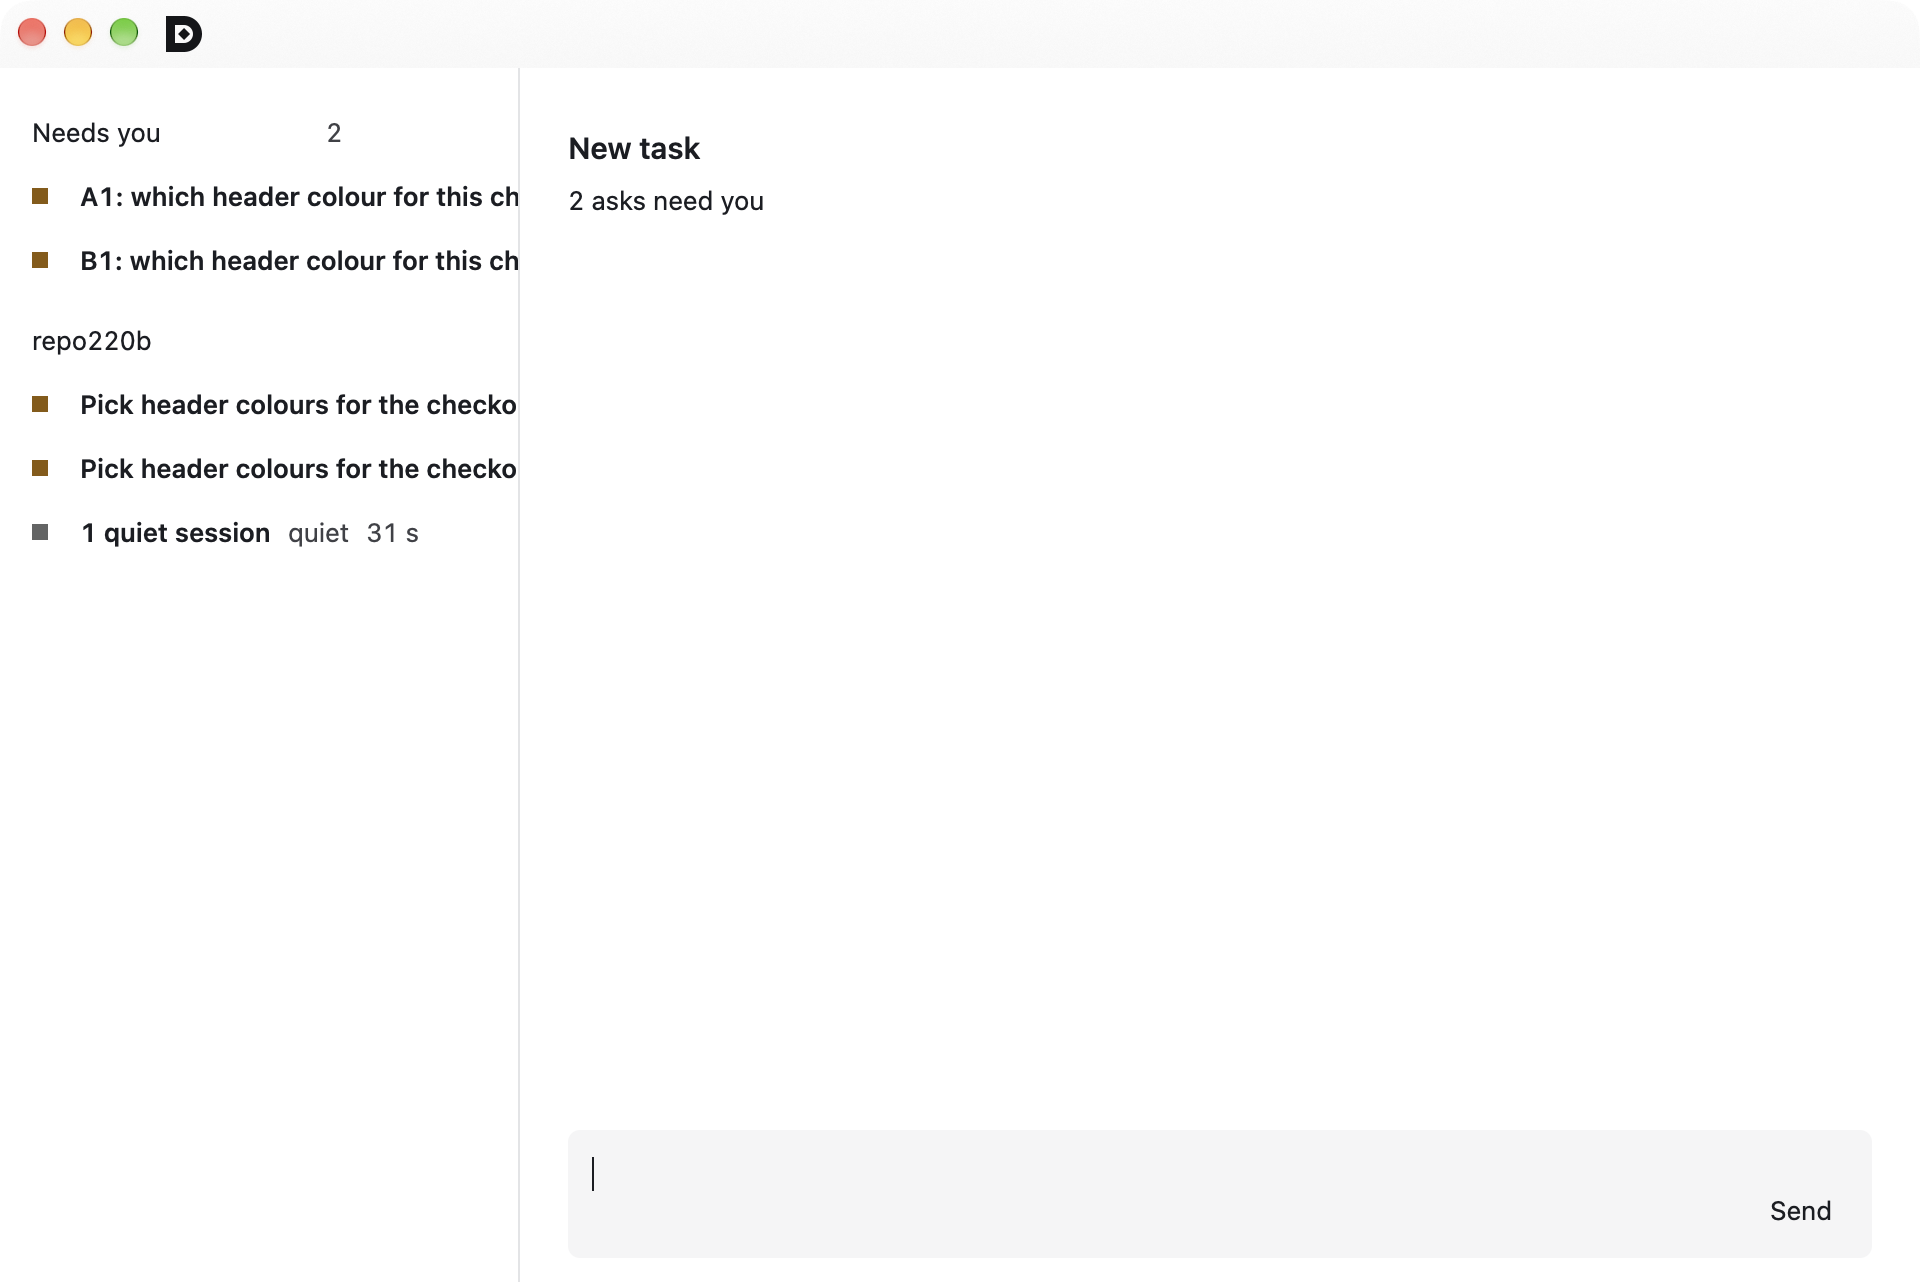 Needs you 2
A1: which header colour for this ch
B1: which header colour for this ch
repo220b
Pick header colours for the checko
Pick header colours for the checko
1 quiet session quiet 31 s
New task
2 asks need you
Send